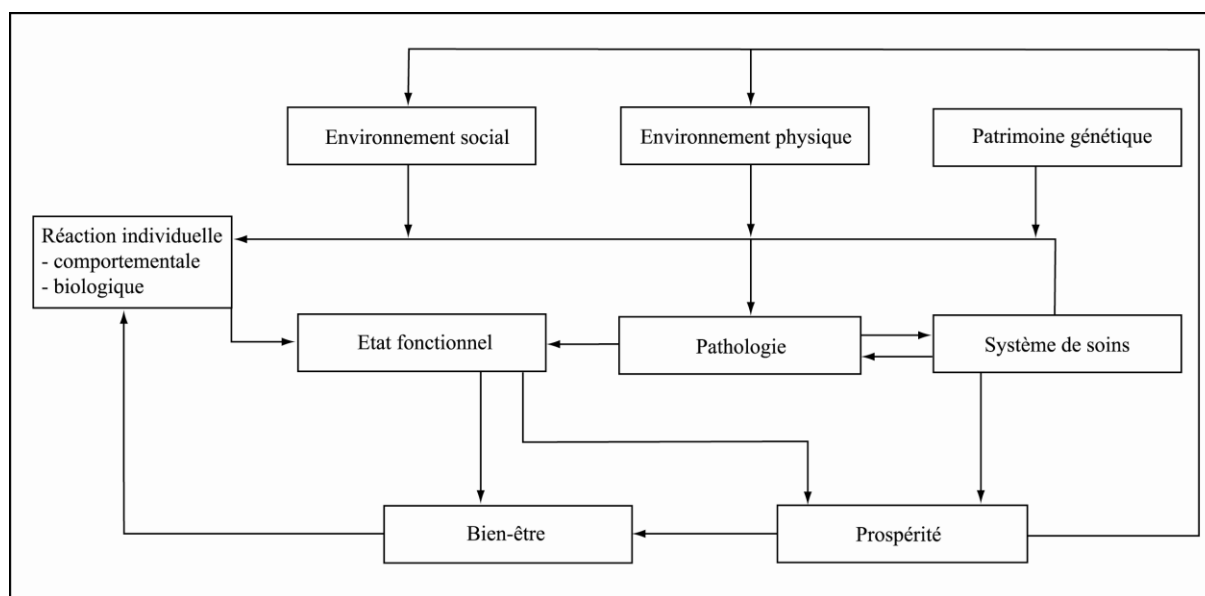 Environnement social
Environnement physique
Patrimoine génétique
Réaction individuelle
- comportementale
- biologique
Etat fonctionnel
Pathologie
Système de soins
Bien-être
Prospérité